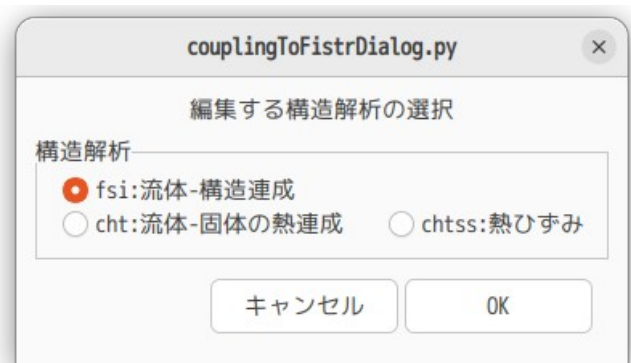 couplingToFistrDialog.py
編集する構造解析の選択
構造解析
fsi:流体-構造連成
cht:流体-固体の熱連成 chtss:熱ひずみ
キャンセル OK